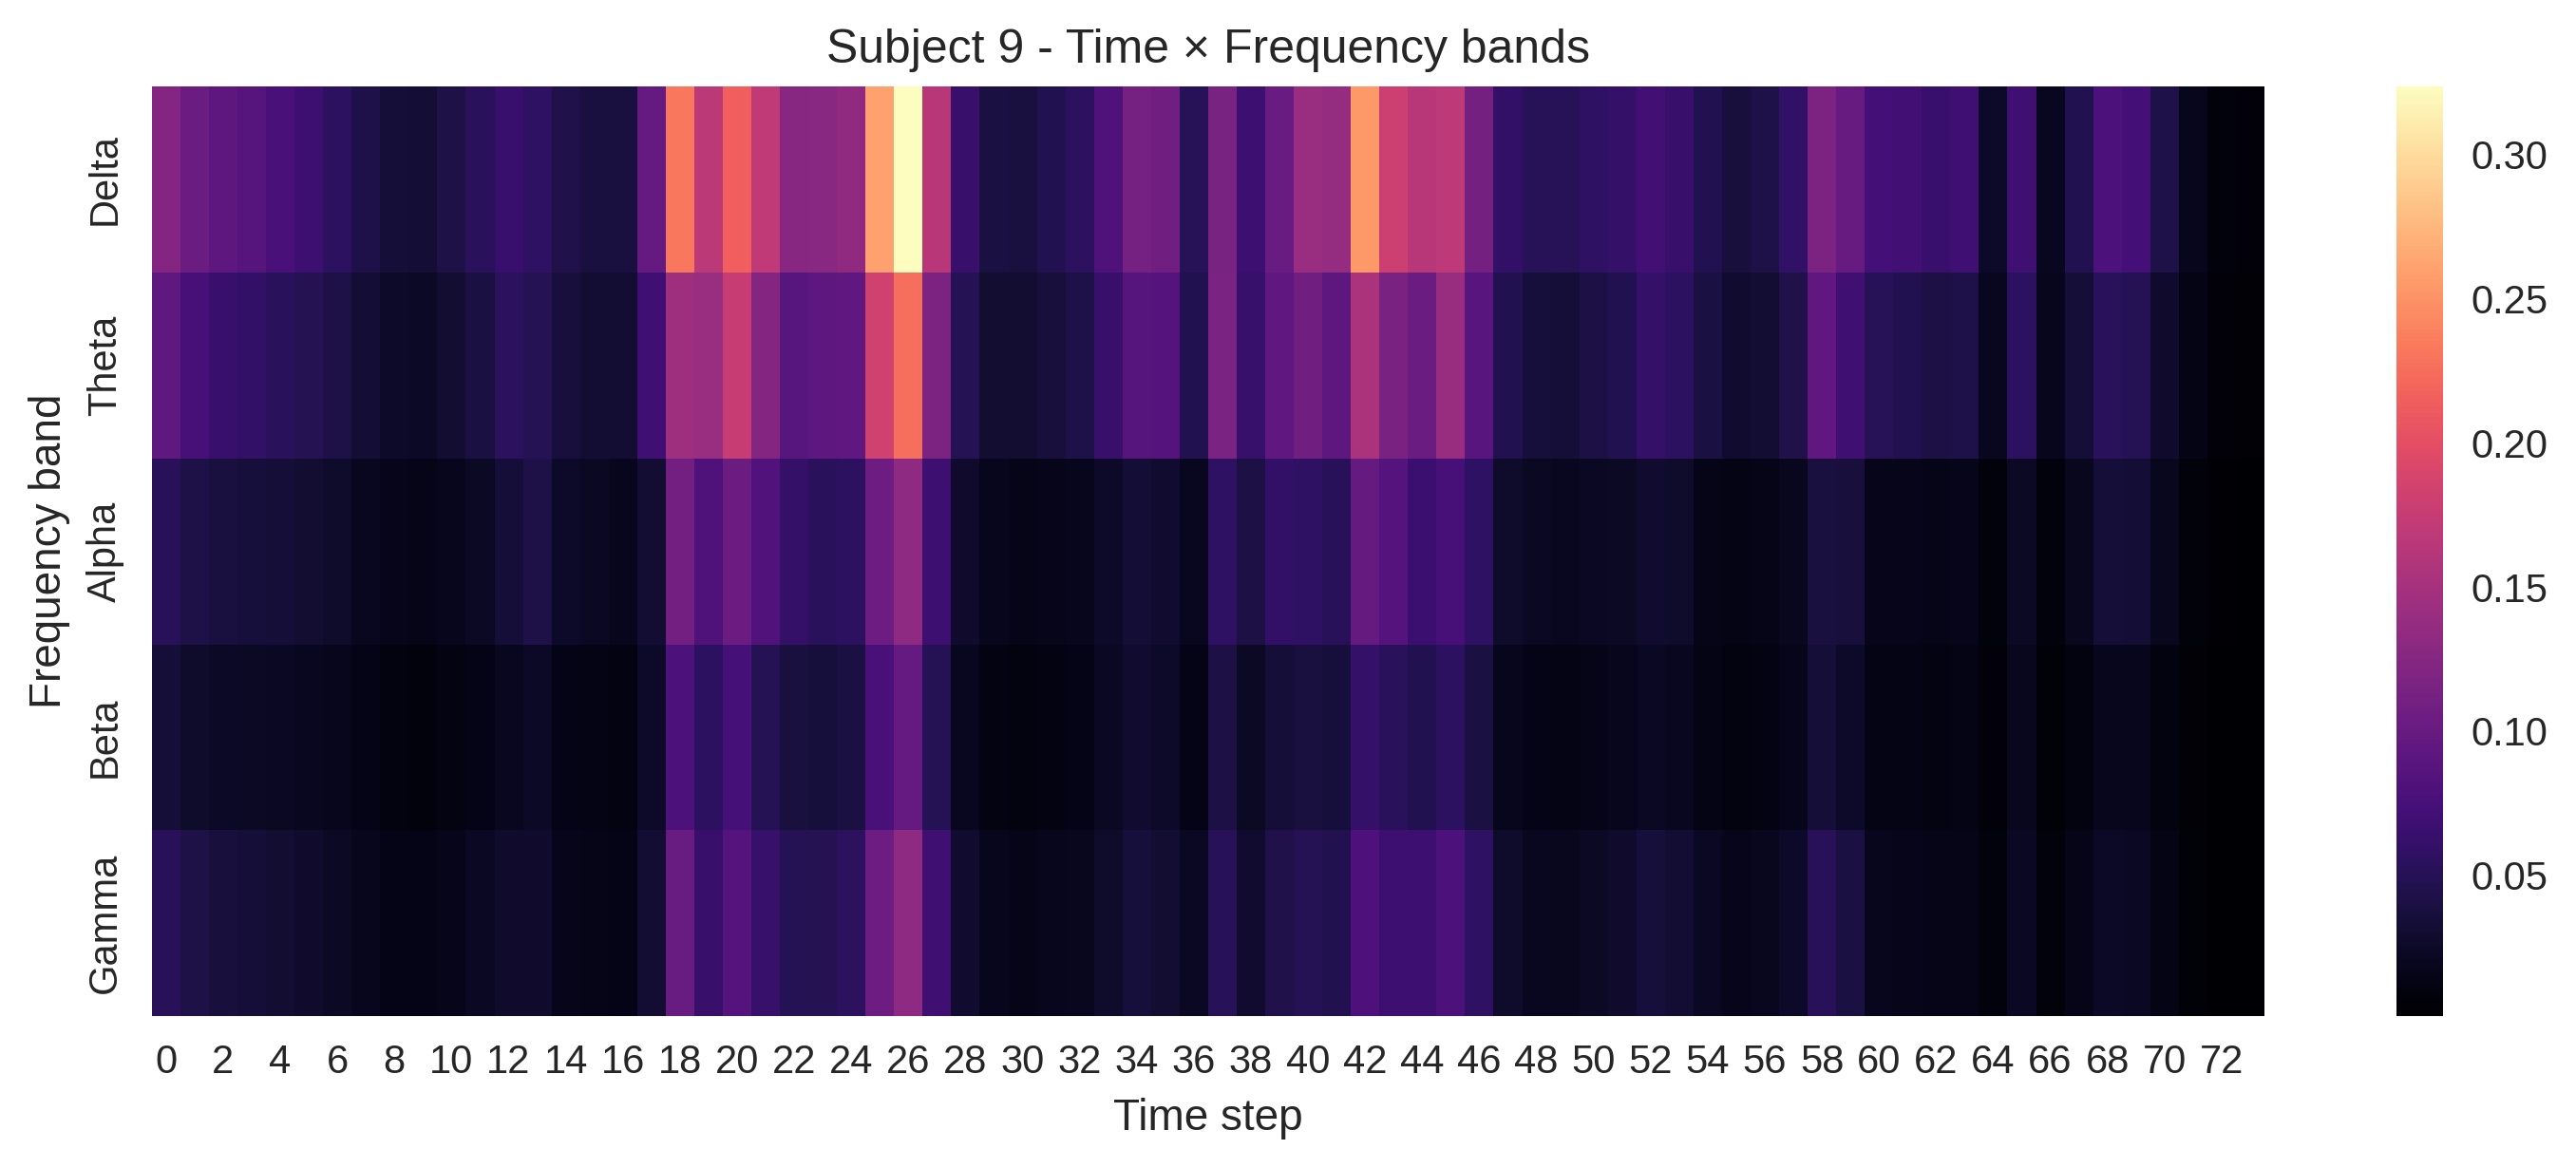 Subject 9 - Time × Frequency bands
Frequency band
Delta
Theta
Alpha
Beta
Gamma
0 2 4 6 8 10 12 14 16 18 20 22 24 26 28 30 32 34 36 38 40 42 44 46 48 50 52 54 56 58 60 62 64 66 68 70 72
Time step
0.30
0.25
0.20
0.15
0.10
0.05